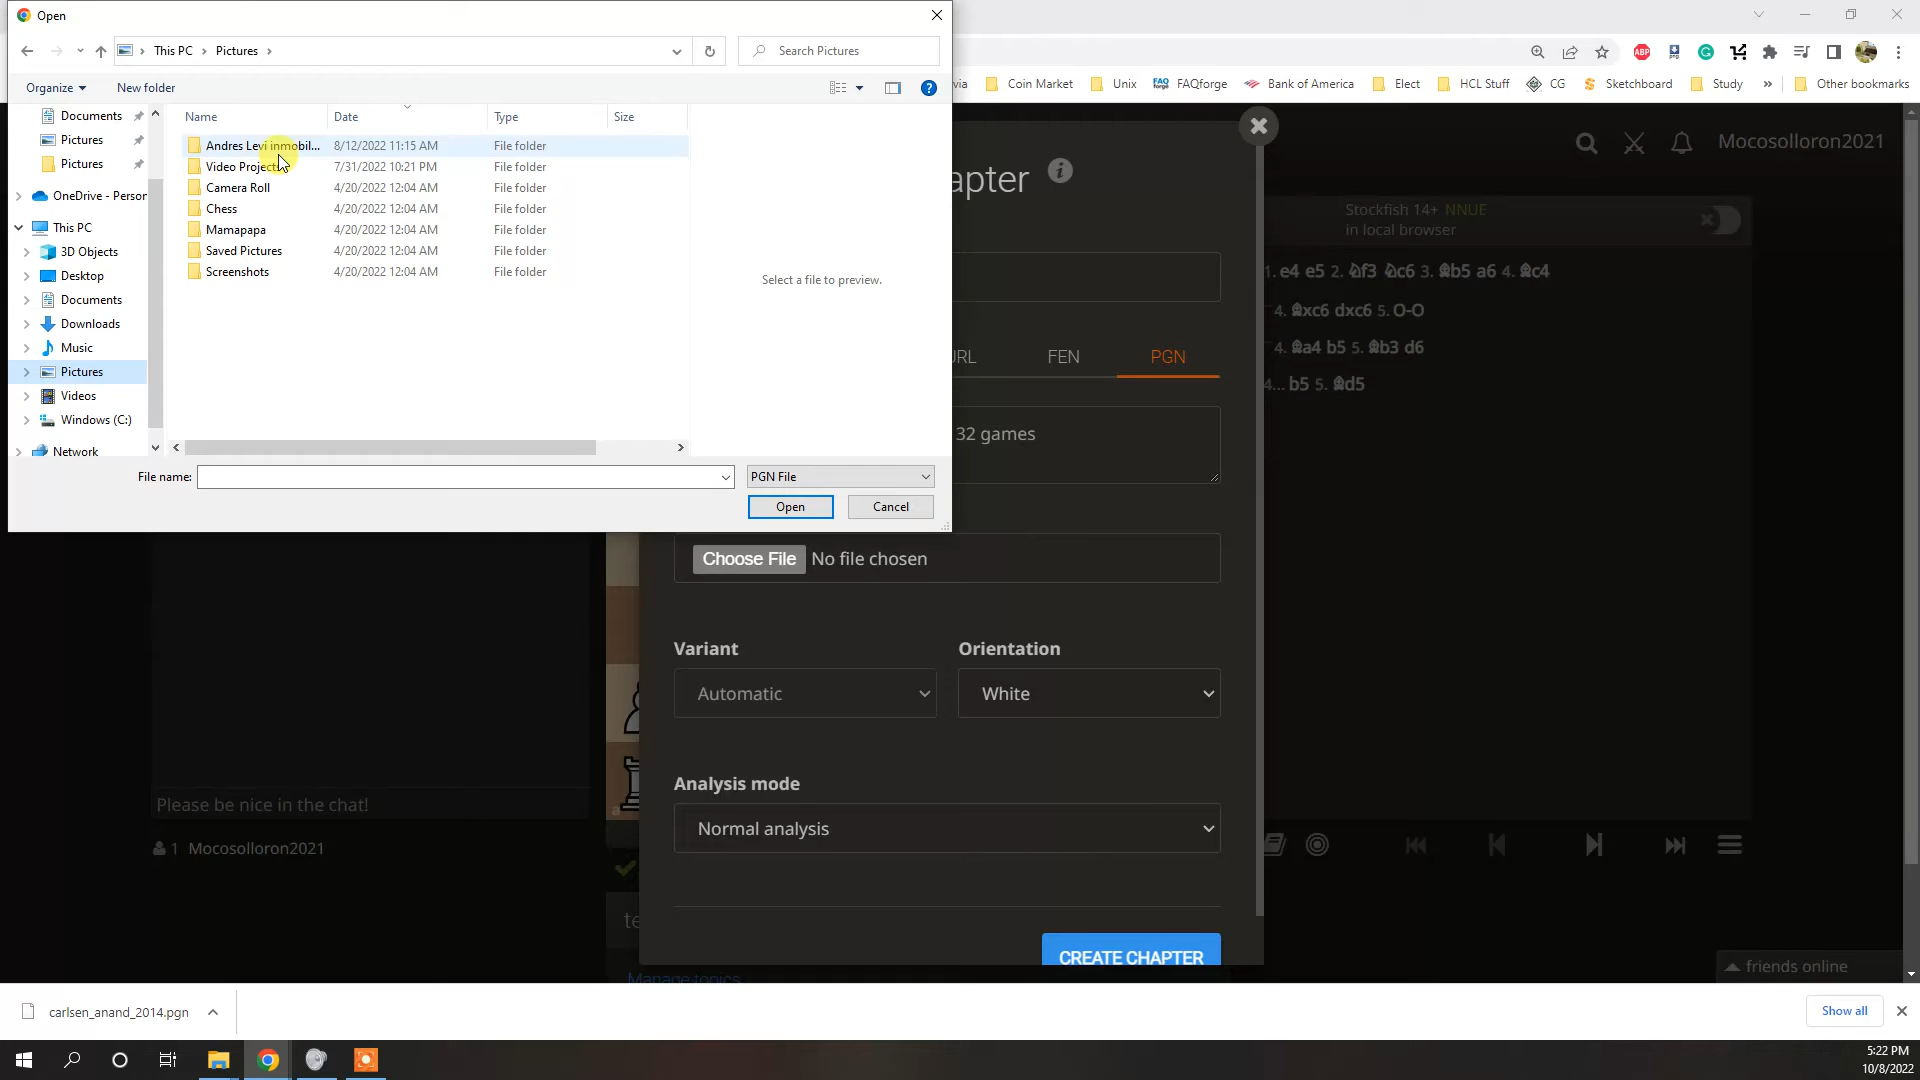 Open
This PC
Pictures
Search Pictures
Organize
New folder
Documents
Pictures
Pictures
OneDrive - Person
This PC
3D Objects
Desktop
Documents
Downloads
Music
Pictures
Videos
Windows (C:)
Network
Name Date Type Size
Andres Levi inmobil... 8/12/2022 11:15 AM File folder
Video Projects 7/31/2022 10:21 PM File folder
Camera Roll 4/20/2022 12:04 AM File folder
Chess 4/20/2022 12:04 AM File folder
Mamapapa 4/20/2022 12:04 AM File folder
Saved Pictures 4/20/2022 12:04 AM File folder
Screenshots 4/20/2022 12:04 AM File folder
Select a file to preview.
File name:
PGN File
Open Cancel
ABP
via Coin Market Unix FAQ FAQforge Bank of America Elect HCL Stuff CG Sketchboard Study » Other bookmarks
Mocosolloron2021
apter
URL FEN PGN
32 games
Choose File No file chosen
Variant Orientation
Automatic White
Analysis mode
Normal analysis
CREATE CHAPTER
Stockfish 14+ NNUE
in local browser
1. e4 e5 2. ♘f3 ♘c6 3. ♗b5 a6 4. ♗c4
4. ♗xc6 dxc6 5. O-O
4. ♗a4 b5 5. ♗b3 d6
4... b5 5. ♗d5
Please be nice in the chat!
1 Mocosolloron2021
a
te
Manage topics
friends online
carlsen_anand_2014.pgn
Show all
5:22 PM
10/8/2022